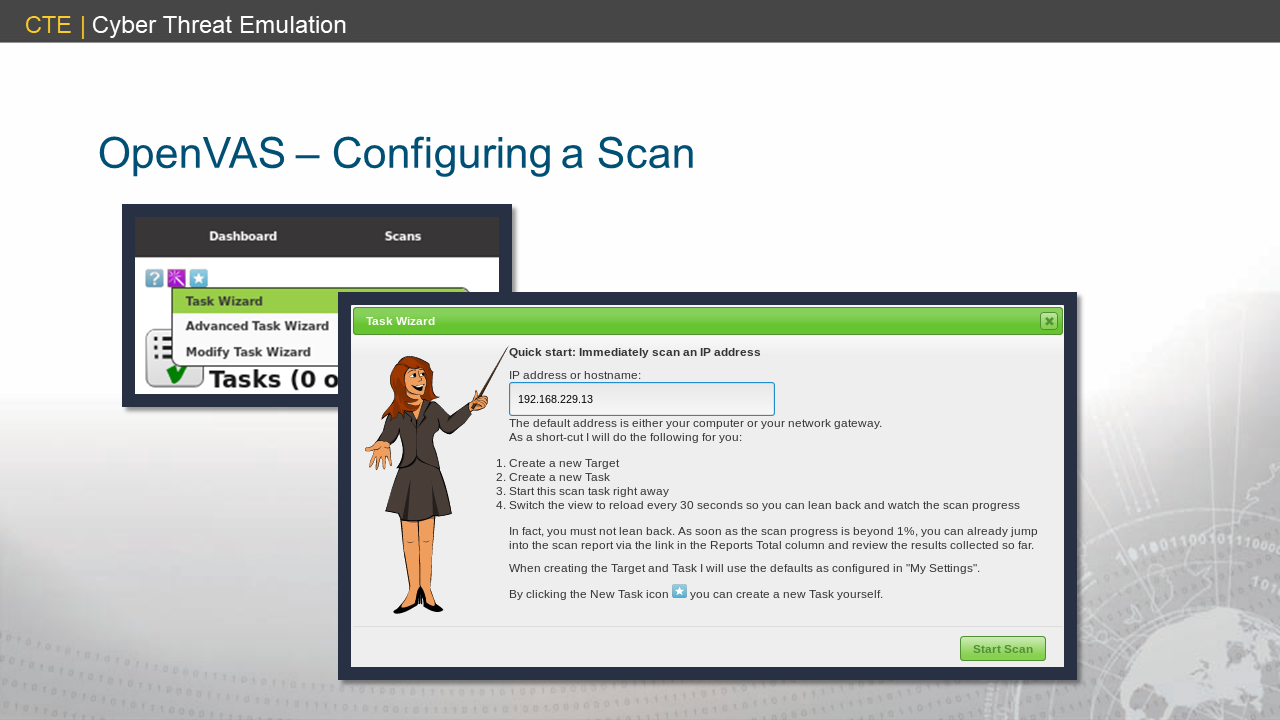 CTE | Cyber Threat Emulation
OpenVAS – Configuring a Scan
Dashboard Scans
?
Task Wizard
Advanced Task Wizard
Modify Task Wizard
Tasks (0 o
Task Wizard
Quick start: Immediately scan an IP address
IP address or hostname:
192.168.229.13
The default address is either your computer or your network gateway.
As a short-cut I will do the following for you:
1. Create a new Target
2. Create a new Task
3. Start this scan task right away
4. Switch the view to reload every 30 seconds so you can lean back and watch the scan progress
In fact, you must not lean back. As soon as the scan progress is beyond 1%, you can already jump
into the scan report via the link in the Reports Total column and review the results collected so far.
When creating the Target and Task I will use the defaults as configured in "My Settings".
By clicking the New Task icon you can create a new Task yourself.
Start Scan